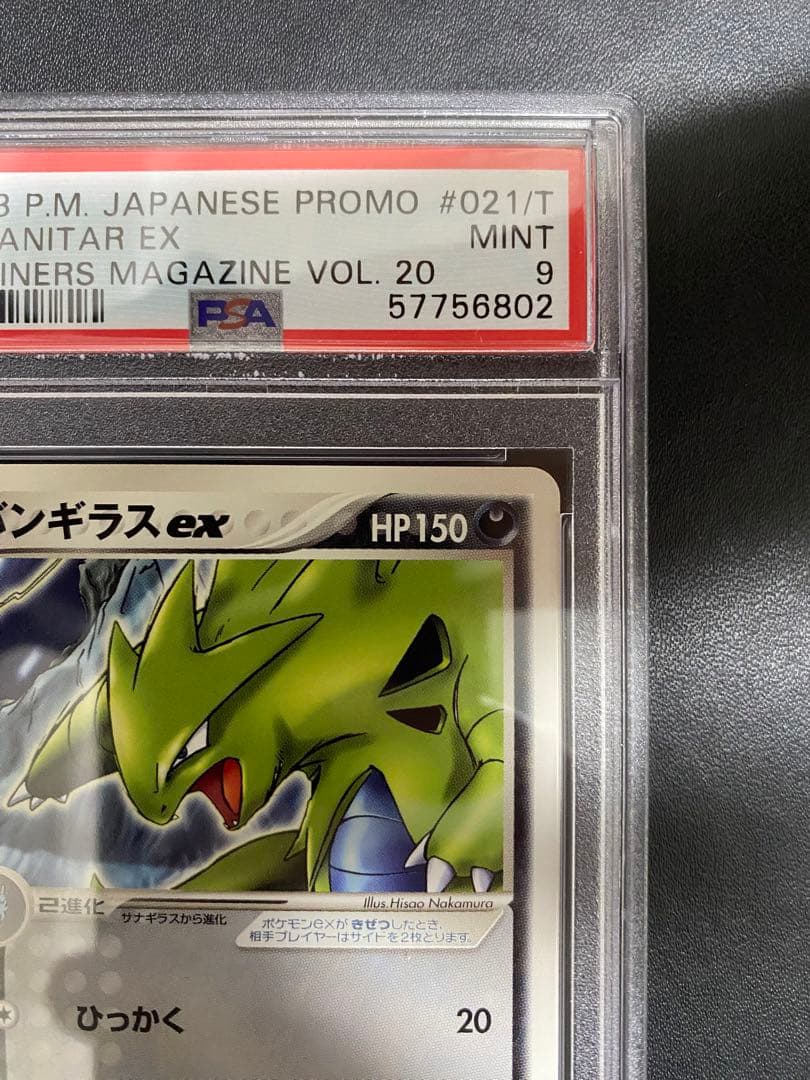 3 P.M. JAPANESE PROMO #021/T
ANITAR EX MINT
INERS MAGAZINE VOL. 20 9
PSA 57756802
バンギラスex HP150
Illus.Hisao Nakamura
2進化 サナギラスから進化
ポケモンexが きぜつしたとき、
相手プレイヤーはサイドを2枚とります。
ひっかく 20